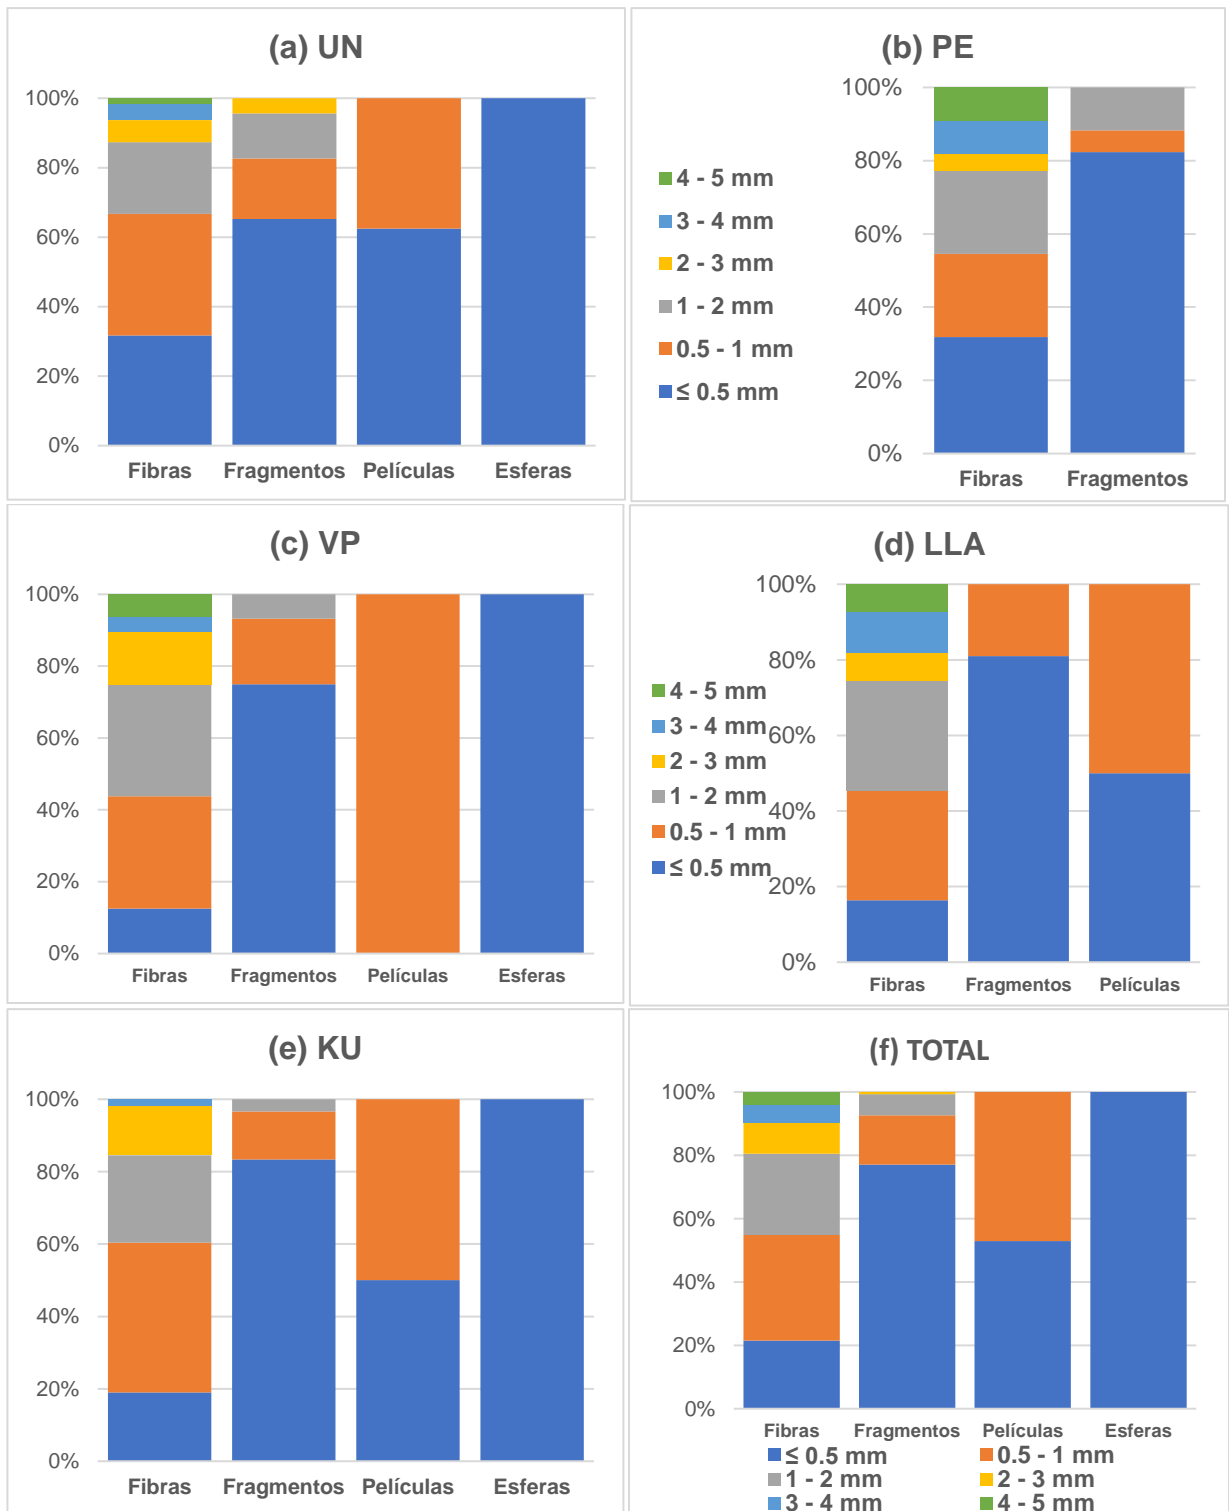 (a) UN
100%
80%
60%
40%
20%
0%
Fibras Fragmentos Películas Esferas
(b) PE
4 - 5 mm
3 - 4 mm
2 - 3 mm
1 - 2 mm
0.5 - 1 mm
≤ 0.5 mm
100%
80%
60%
40%
20%
0%
Fibras Fragmentos
(c) VP
100%
80%
60%
40%
20%
0%
Fibras Fragmentos Películas Esferas
(d) LLA
4 - 5 mm
3 - 4 mm
2 - 3 mm
1 - 2 mm
0.5 - 1 mm
≤ 0.5 mm
100%
80%
60%
40%
20%
0%
Fibras Fragmentos Películas
(e) KU
100%
80%
60%
40%
20%
0%
Fibras Fragmentos Películas Esferas
(f) TOTAL
100%
80%
60%
40%
20%
0%
Fibras Fragmentos Películas Esferas
≤ 0.5 mm 0.5 - 1 mm
1 - 2 mm 2 - 3 mm
3 - 4 mm 4 - 5 mm